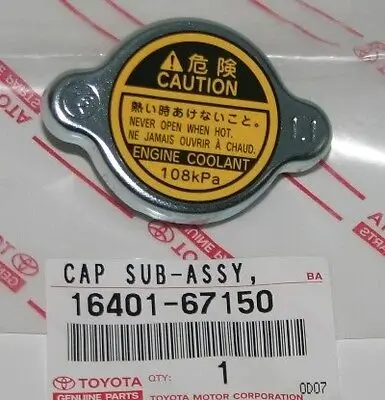 危険
CAUTION
熱い時あけないこと。
NEVER OPEN WHEN HOT.
NE JAMAIS OUVRIR À CHAUD.
ENGINE COOLANT
108kPa
CAP SUB-ASSY,
BA
16401-67150
TOYOTA
QTY:
1
0D07
GENUINE PARTS
TOYOTA MOTOR CORPORATION